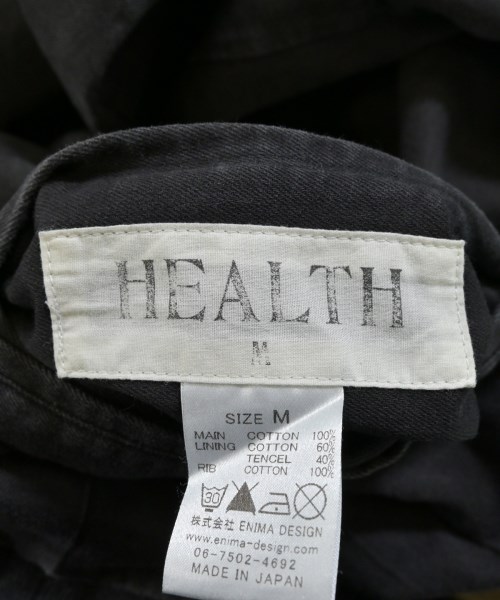 HEALTH
M
SIZE M
MAIN COTTON 100%
LINING COTTON 60%
TENCEL 40%
RIB COTTON 100%
30
株式会社 ENIMA DESIGN
www.enima-design.com
06-7502-4692
MADE IN JAPAN